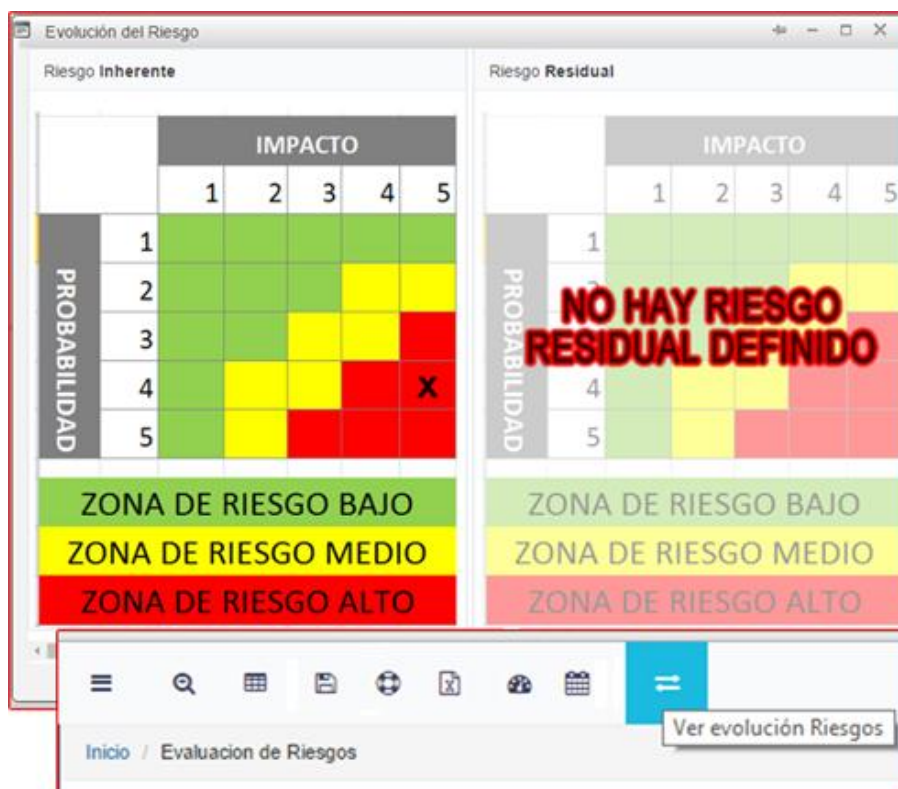 Evolución del Riesgo
Riesgo Inherente
IMPACTO
1 2 3 4 5
PROBABILIDAD
1
2
3
4 X
5
ZONA DE RIESGO BAJO
ZONA DE RIESGO MEDIO
ZONA DE RIESGO ALTO
Riesgo Residual
IMPACTO
1 2 3 4 5
PROBABILIDAD
1
NO HAY RIESGO
RESIDUAL DEFINIDO
4
5
ZONA DE RIESGO BAJO
ZONA DE RIESGO MEDIO
ZONA DE RIESGO ALTO
Ver evolución Riesgos
Inicio / Evaluacion de Riesgos